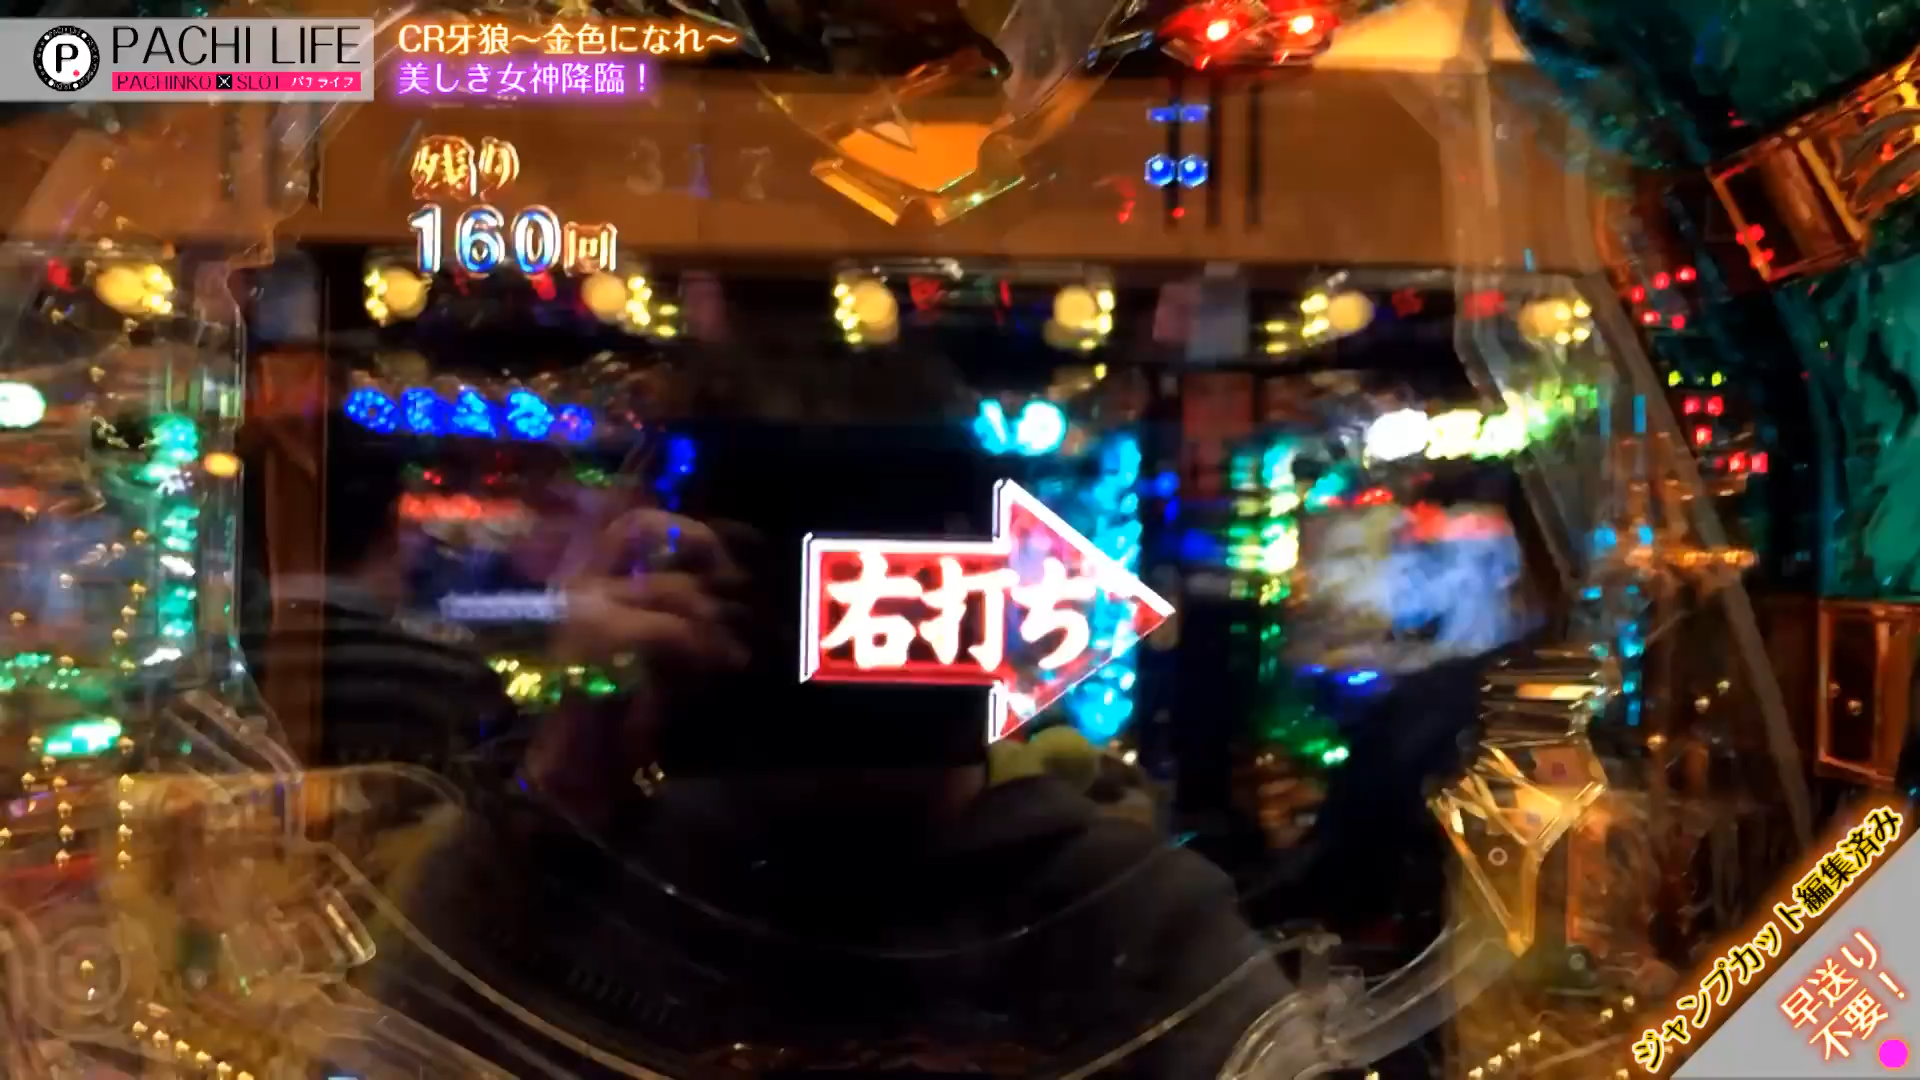 PACHI LIFE
PACHINKO SLOT パチライフ
CR牙狼〜金色になれ〜
美しき女神降臨！
残り
160回
右打ち
ジャンプカット編集済み
早送り
不要！